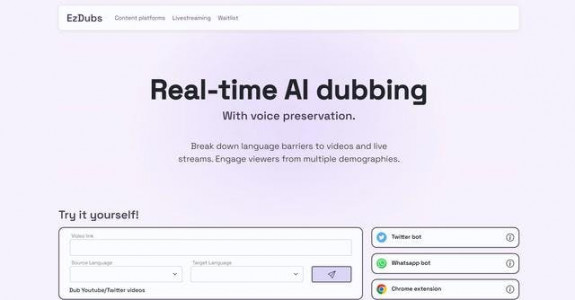 EzDubs Content platforms Livestreaming Waitlist
Real-time AI dubbing
With voice preservation.
Break down language barriers to videos and live
streams. Engage viewers from multiple demographies.
Try it yourself!
Video link
Source Language Target Language
Dub Youtube/Twitter videos
Twitter bot
Whatsapp bot
Chrome extension